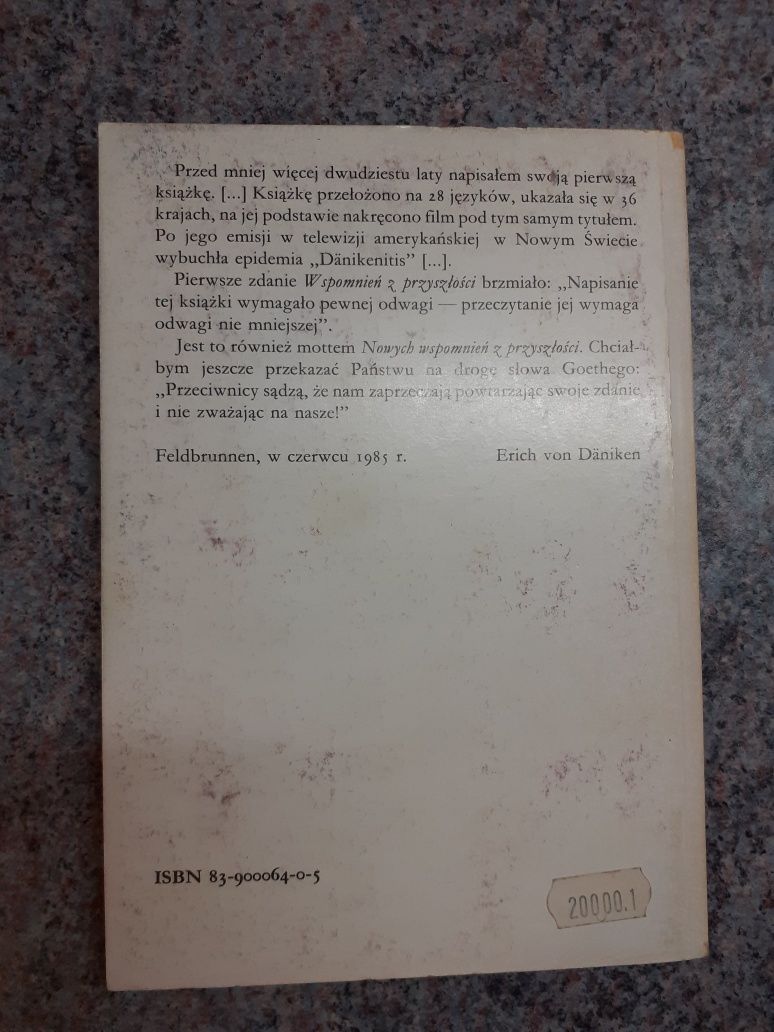 Przed mniej więcej dwudziestu laty napisałem swoją pierwszą
książkę. [...] Książkę przełożono na 28 języków, ukazała się w 36
krajach, na jej podstawie nakręcono film pod tym samym tytułem.
Po jego emisji w telewizji amerykańskiej w Nowym Świecie
wybuchła epidemia „Dänikenitis” [...].
Pierwsze zdanie Wspomnień z przyszłości brzmiało: „Napisanie
tej książki wymagało pewnej odwagi — przeczytanie jej wymaga
odwagi nie mniejszej”.
Jest to również mottem Nowych wspomnień z przyszłości. Chciał-
bym jeszcze przekazać Państwu na drogę słowa Goethego:
„Przeciwnicy sądzą, że nam zaprzeczają powtarzając swoje zdanie
i nie zważając na nasze!”
Feldbrunnen, w czerwcu 1985 r. Erich von Däniken
ISBN 83-900064-0-5
20000.1